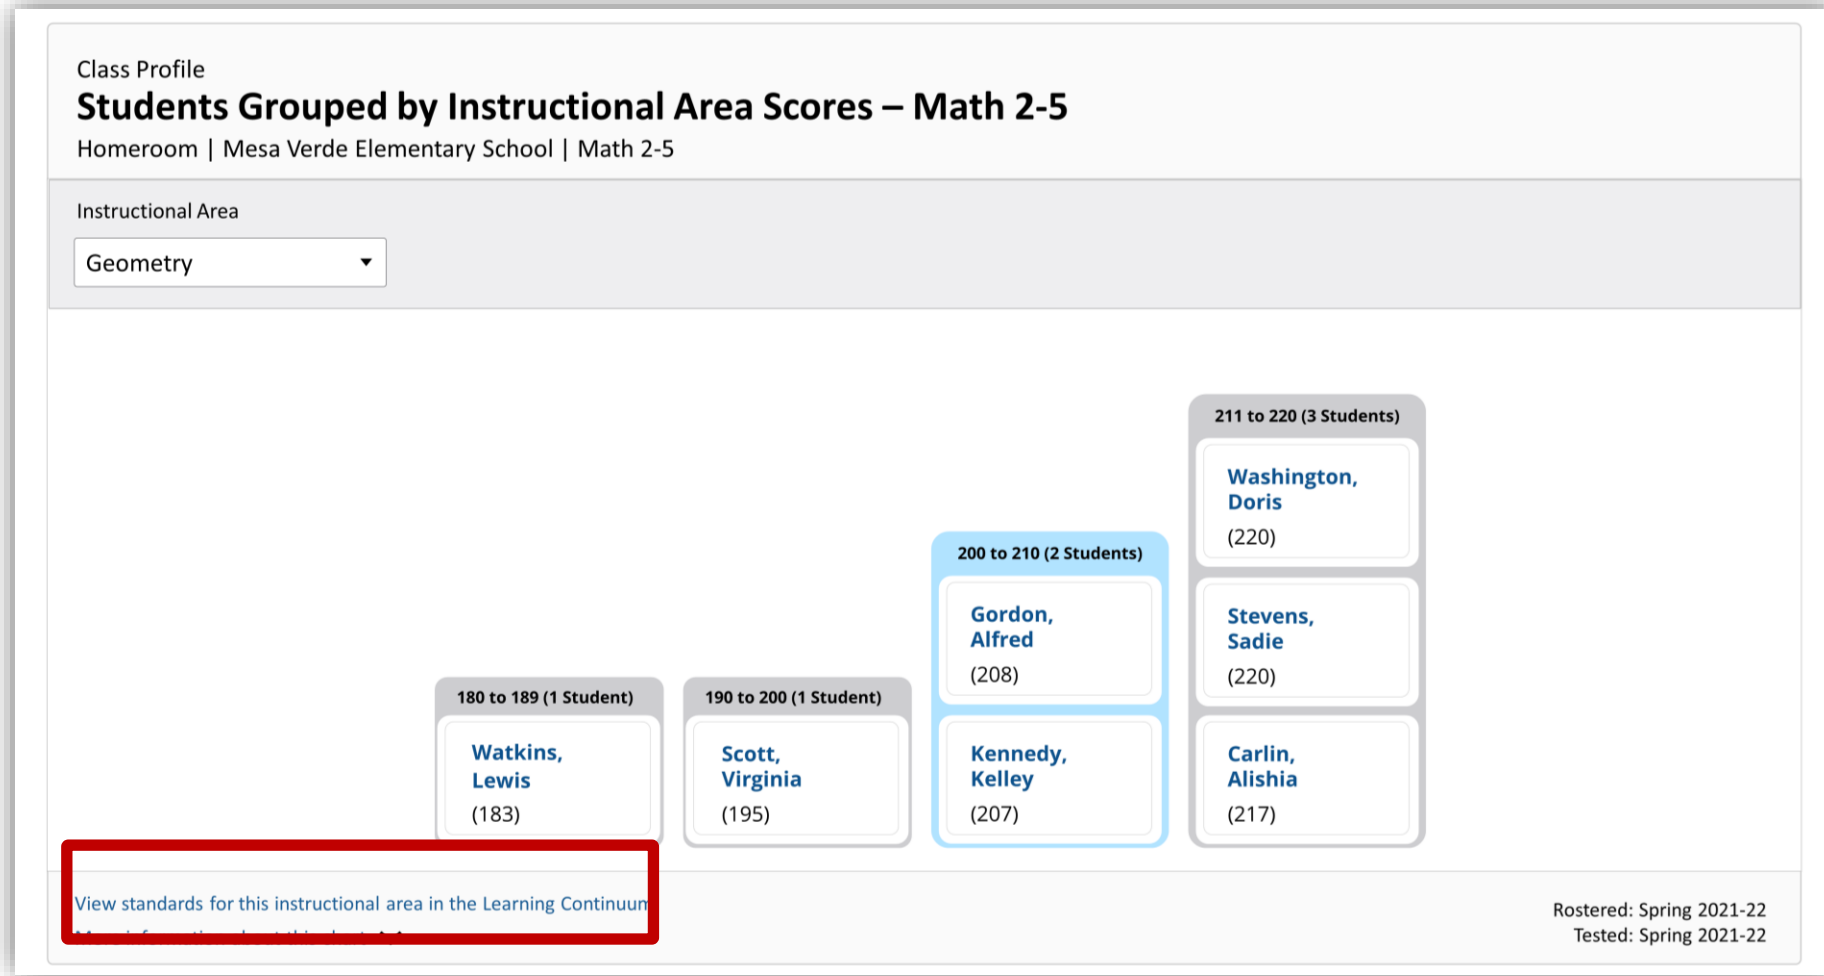 Class Profile
Students Grouped by Instructional Area Scores – Math 2-5
Homeroom | Mesa Verde Elementary School | Math 2-5
Instructional Area
Geometry
180 to 189 (1 Student)
Watkins,
Lewis
(183)
190 to 200 (1 Student)
Scott,
Virginia
(195)
200 to 210 (2 Students)
Gordon,
Alfred
(208)
Kennedy,
Kelley
(207)
211 to 220 (3 Students)
Washington,
Doris
(220)
Stevens,
Sadie
(220)
Carlin,
Alishia
(217)
View standards for this instructional area in the Learning Continuum
Rostered: Spring 2021-22
Tested: Spring 2021-22